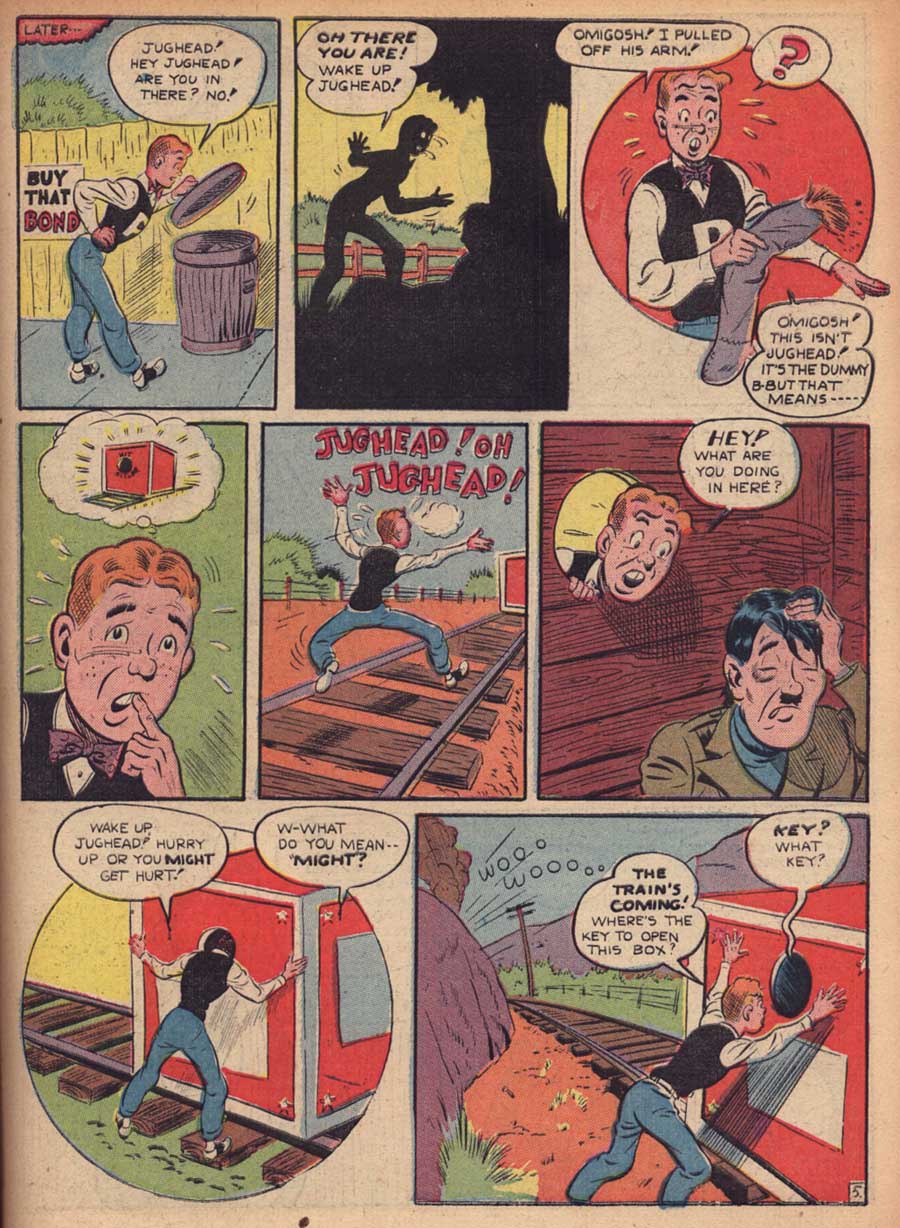 LATER---
JUGHEAD!
HEY JUGHEAD!
ARE YOU IN
THERE? NO!
BUY
THAT
BOND
OH THERE
YOU ARE!
WAKE UP
JUGHEAD!
OMIGOSH! I PULLED
OFF HIS ARM!
?
OMIGOSH!
THIS ISN'T
JUGHEAD!
IT'S THE DUMMY
B-BUT THAT
MEANS-----
HIT
JUGHEAD! OH
JUGHEAD!
HEY!
WHAT ARE
YOU DOING
IN HERE?
WAKE UP
JUGHEAD! HURRY
UP OR YOU MIGHT
GET HURT!
W-WHAT
DO YOU MEAN--
"MIGHT"?
WOOO
WOOO..
THE
TRAIN'S
COMING!
WHERE'S THE
KEY TO OPEN
THIS BOX?
KEY?
WHAT
KEY?
5.